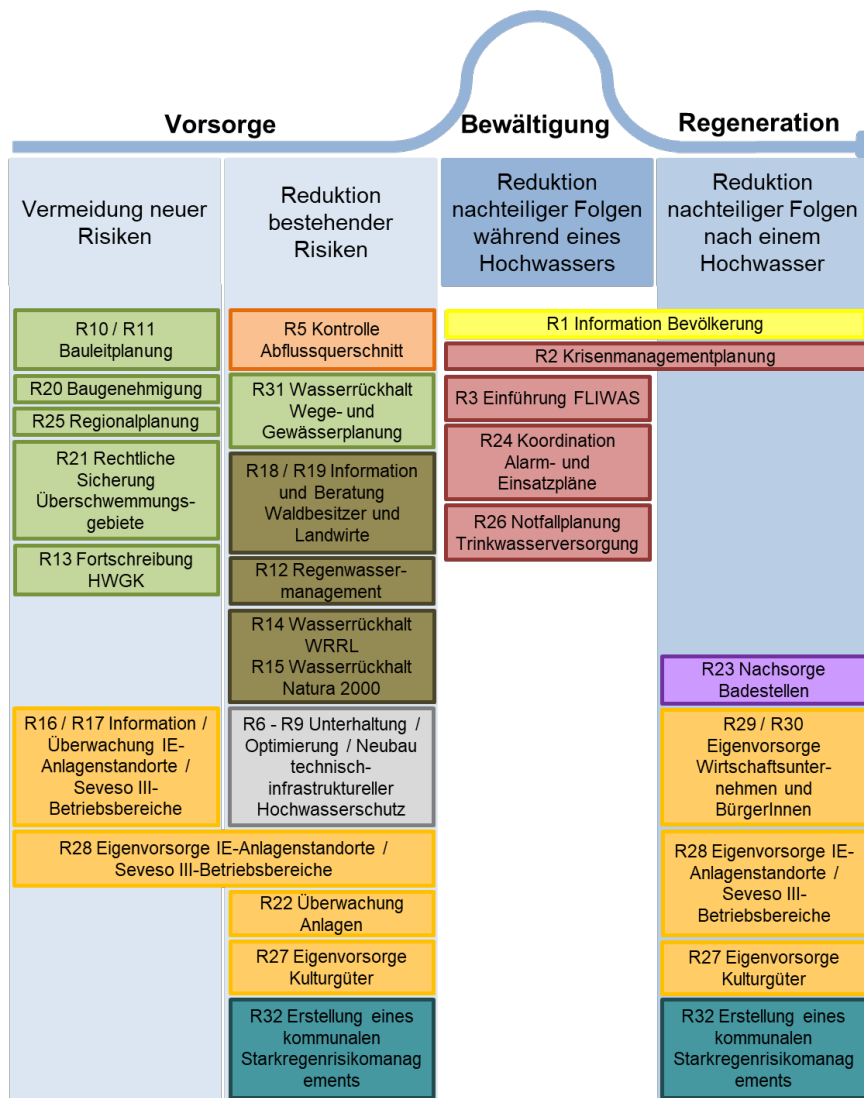 Vorsorge
Bewältigung
Regeneration
Vermeidung neuer
Risiken
Reduktion
bestehender
Risiken
Reduktion
nachteiliger Folgen
während eines
Hochwassers
Reduktion
nachteiliger Folgen
nach einem
Hochwasser
R10 / R11
Bauleitplanung
R20 Baugenehmigung
R25 Regionalplanung
R21 Rechtliche
Sicherung
Überschwemmungs-
gebiete
R13 Fortschreibung
HWGK
R16 / R17 Information /
Überwachung IE-
Anlagenstandorte /
Seveso III-
Betriebsbereiche
R28 Eigenvorsorge IE-Anlagenstandorte /
Seveso III-Betriebsbereiche
R5 Kontrolle
Abflussquerschnitt
R31 Wasserrückhalt
Wege- und
Gewässerplanung
R18 / R19 Information
und Beratung
Waldbesitzer und
Landwirte
R12 Regenwasser-
management
R14 Wasserrückhalt
WRRL
R15 Wasserrückhalt
Natura 2000
R6 - R9 Unterhaltung /
Optimierung / Neubau
technisch-
infrastruktureller
Hochwasserschutz
R22 Überwachung
Anlagen
R27 Eigenvorsorge
Kulturgüter
R32 Erstellung eines
kommunalen
Starkregenrisikomanag
ements
R1 Information Bevölkerung
R2 Krisenmanagementplanung
R3 Einführung FLIWAS
R24 Koordination
Alarm- und
Einsatzpläne
R26 Notfallplanung
Trinkwasserversorgung
R23 Nachsorge
Badestellen
R29 / R30
Eigenvorsorge
Wirtschaftsunter-
nehmen und
BürgerInnen
R28 Eigenvorsorge IE-
Anlagenstandorte /
Seveso III-
Betriebsbereiche
R27 Eigenvorsorge
Kulturgüter
R32 Erstellung eines
kommunalen
Starkregenrisikomanag
ements